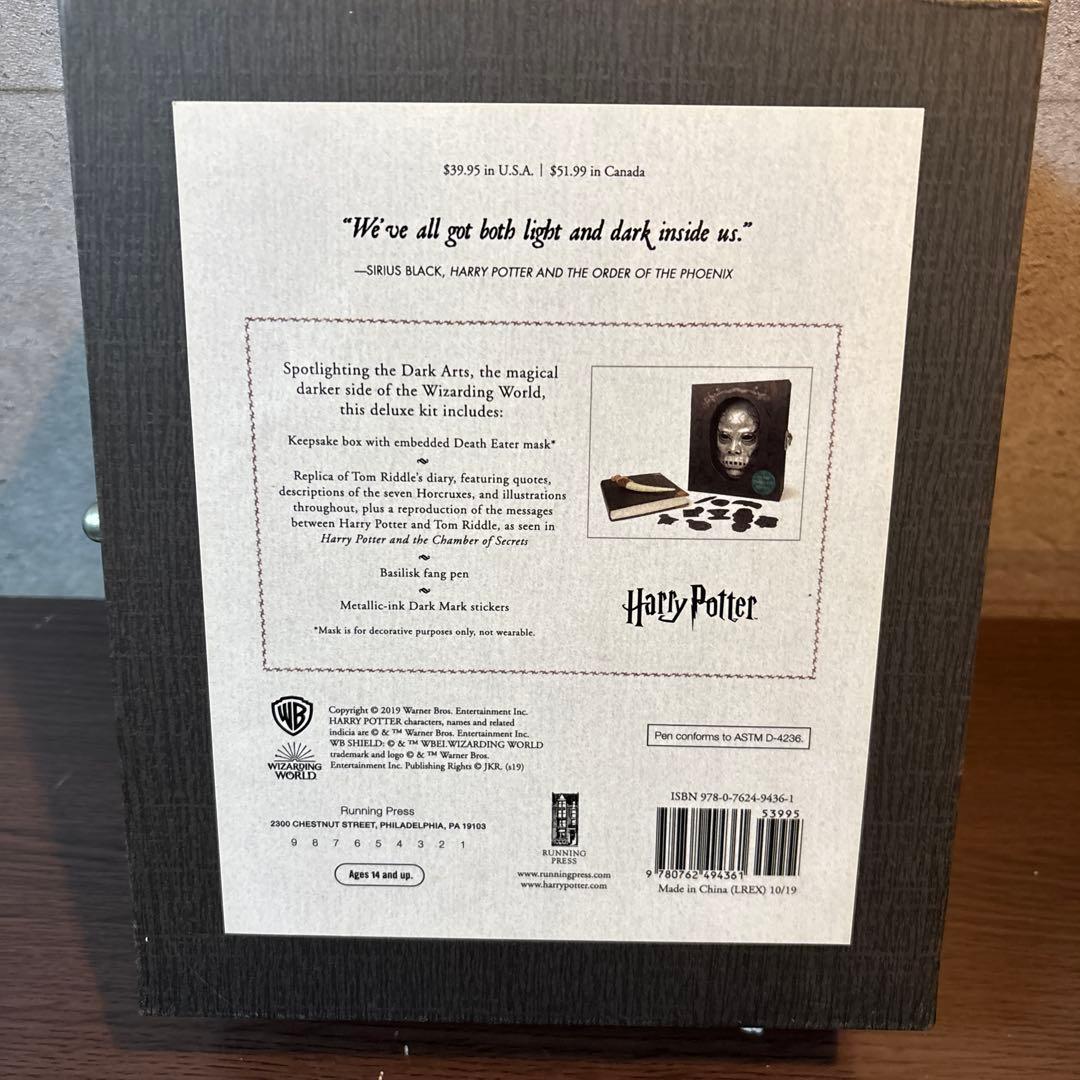 $39.95 in U.S.A. | $51.99 in Canada
“We’ve all got both light and dark inside us.”
—SIRIUS BLACK, HARRY POTTER AND THE ORDER OF THE PHOENIX
Spotlighting the Dark Arts, the magical
darker side of the Wizarding World,
this deluxe kit includes:
Keepsake box with embedded Death Eater mask*
Replica of Tom Riddle’s diary, featuring quotes,
descriptions of the seven Horcruxes, and illustrations
throughout, plus a reproduction of the messages
between Harry Potter and Tom Riddle, as seen in
Harry Potter and the Chamber of Secrets
Basilisk fang pen
Metallic-ink Dark Mark stickers
*Mask is for decorative purposes only, not wearable.
Harry Potter™
WB
WIZARDING
WORLD
Copyright © 2019 Warner Bros. Entertainment Inc.
HARRY POTTER characters, names and related
indicia are © & ™ Warner Bros. Entertainment Inc.
WB SHIELD: © & ™ WBEI. WIZARDING WORLD
trademark and logo © & ™ Warner Bros.
Entertainment Inc. Publishing Rights © JKR. (s19)
Pen conforms to ASTM D-4236.
Running Press
2300 CHESTNUT STREET, PHILADELPHIA, PA 19103
9 8 7 6 5 4 3 2 1
Ages 14 and up.
RUNNING
PRESS
www.runningpress.com
www.harrypotter.com
ISBN 978-0-7624-9436-1
53995
9 780762 494361
Made in China (LREX) 10/19